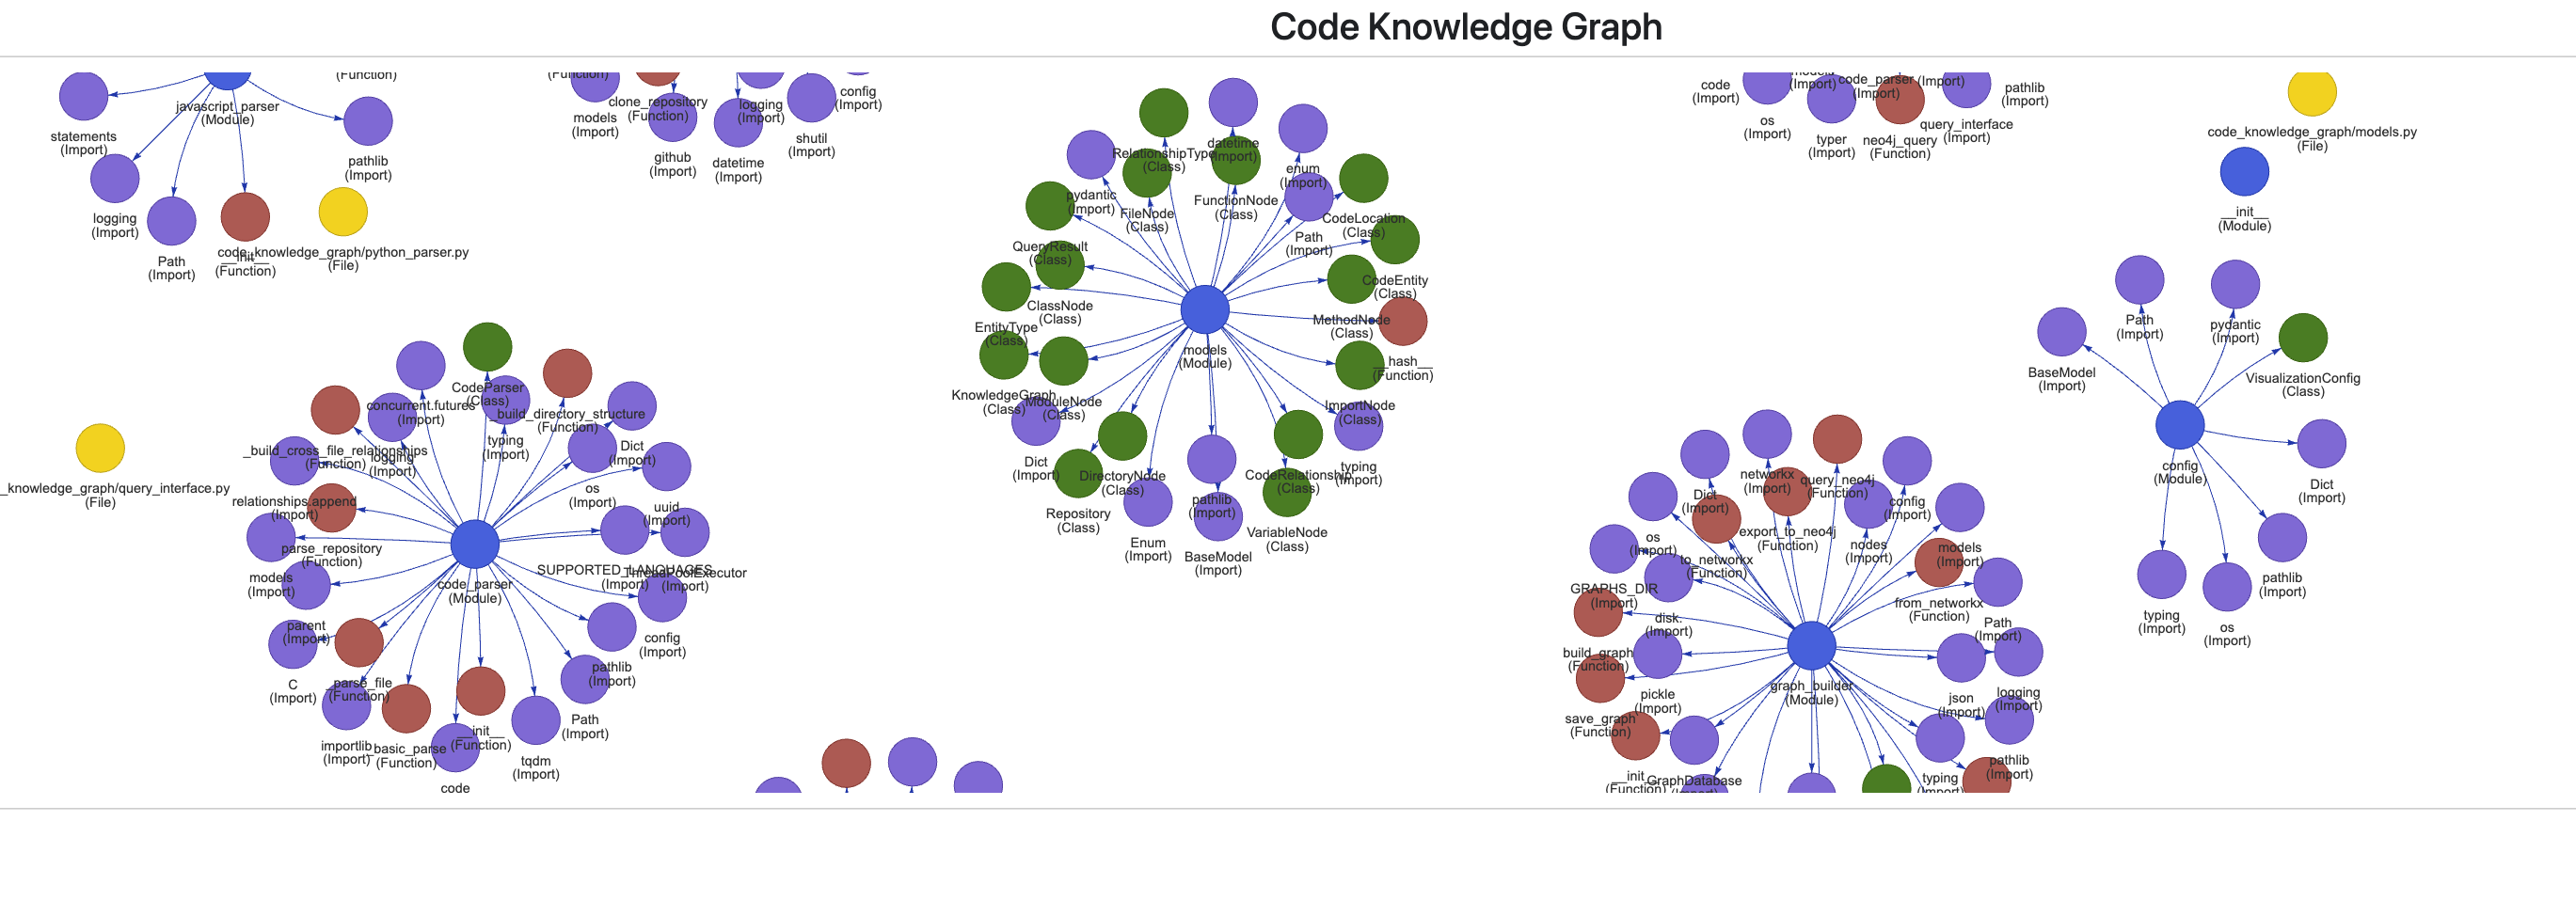 Code Knowledge Graph
(Function)
javascript_parser
(Module)
statements
(Import)
pathlib
(Import)
logging
(Import)
Path
(Import)
__init__
(Function)
code_knowledge_graph/python_parser.py
(File)
(Function)
clone_repository
(Function)
models
(Import)
logging
(Import)
config
(Import)
github
(Import)
datetime
(Import)
shutil
(Import)
RelationshipType
(Class)
datetime
(Import)
enum
(Import)
pydantic
(Import)
FileNode
(Class)
FunctionNode
(Class)
CodeLocation
(Class)
Path
(Import)
QueryResult
(Class)
CodeEntity
(Class)
ClassNode
(Class)
EntityType
(Class)
MethodNode
(Class)
models
(Module)
__hash__
(Function)
KnowledgeGraph
(Class)
ModuleNode
(Class)
ImportNode
(Class)
Dict
(Import)
DirectoryNode
(Class)
CodeRelationship
(Class)
typing
(Import)
pathlib
(Import)
Repository
(Class)
Enum
(Import)
BaseModel
(Import)
VariableNode
(Class)
code
(Import)
models
(Import)
code_parser
(Import)
(Import)
os
(Import)
typer
(Import)
neo4j_query
(Function)
query_interface
(Import)
pathlib
(Import)
code_knowledge_graph/models.py
(File)
__init__
(Module)
Path
(Import)
pydantic
(Import)
BaseModel
(Import)
VisualizationConfig
(Class)
config
(Module)
Dict
(Import)
pathlib
(Import)
typing
(Import)
os
(Import)
_knowledge_graph/query_interface.py
(File)
CodeParser
(Class)
concurrent.futures
(Import)
_build_directory_structure
(Function)
typing
(Import)
Dict
(Import)
_build_cross_file_relationships
(Function)
logging
(Import)
os
(Import)
relationships.append
(Import)
uuid
(Import)
parse_repository
(Function)
SUPPORTED_LANGUAGES
(Import)
ThreadPoolExecutor
(Import)
models
(Import)
code_parser
(Module)
parent
(Import)
config
(Import)
pathlib
(Import)
C
(Import)
_parse_file
(Function)
Path
(Import)
importlib
(Import)
_basic_parse
(Function)
__init__
(Function)
tqdm
(Import)
code
networkx
(Import)
query_neo4j
(Function)
Dict
(Import)
config
(Import)
os
(Import)
export_to_neo4j
(Function)
nodes
(Import)
models
(Import)
to_networkx
(Function)
GRAPHS_DIR
(Import)
from_networkx
(Function)
disk.
(Import)
Path
(Import)
build_graph
(Function)
graph_builder
(Module)
pickle
(Import)
json
(Import)
logging
(Import)
save_graph
(Function)
pathlib
(Import)
__init__
(Function)
GraphDatabase
(Import)
typing
(Import)